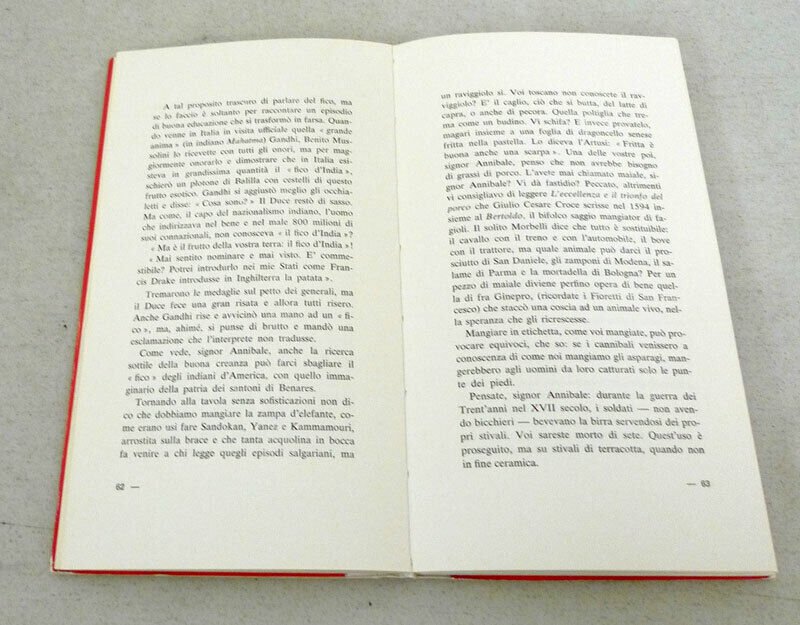 A tal proposito trascuro di parlare del fico, ma
se lo faccio è soltanto per raccontare un episodio
di buona educazione che si trasformò in farsa. Quan-
do venne in Italia in visita ufficiale quella « grande
anima » (in indiano Mahatma) Gandhi, Benito Mus-
solini lo ricevette con tutti gli onori, ma per mag-
giormente onorarlo e dimostrare che in Italia esi-
steva in grandissima quantità il « fico d'India »,
schierò un plotone di Balilla con cestelli di questo
frutto esotico. Gandhi si aggiustò meglio gli occhia-
letti e disse: « Cosa sono? » Il Duce restò di sasso.
Ma come, il capo del nazionalismo indiano, l'uomo
che indirizzava nel bene e nel male 800 milioni di
suoi connazionali, non conosceva « il fico d'India »?
« Ma è il frutto della vostra terra: il fico d'India »!
« Mai sentito nominare e mai visto. E' comme-
stibile? Potrei introdurlo nei mie Stati come Fran-
cis Drake introdusse in Inghilterra la patata ».
Tremarono le medaglie sul petto dei generali, ma
il Duce fece una gran risata e allora tutti risero.
Anche Gandhi rise e avvicinò una mano ad un « fi-
co », ma, ahimé, si punse di brutto e mandò una
esclamazione che l'interprete non tradusse.
Come vede, signor Annibale, anche la ricerca
sottile della buona creanza può farci sbagliare il
« fico » degli indiani d'America, con quello imma-
ginario della patria dei santoni di Benares.
Tornando alla tavola senza sofisticazioni non di-
co che dobbiamo mangiare la zampa d'elefante, co-
me erano usi fare Sandokan, Yanez e Kammamouri,
arrostita sulla brace e che tanta acquolina in bocca
fa venire a chi legge quegli episodi salgariani, ma
62 —
un raviggiolo sì. Voi toscano non conoscete il rav-
viggiolo? E' il caglio, ciò che si butta, del latte di
capra, o anche di pecora. Quella poltiglia che tre-
ma come un budino. Vi schifa? E invece provatelo,
magari insieme a una foglia di dragoncello senese
fritta nella pastella. Lo diceva l'Artusi: « Fritta è
buona anche una scarpa ». Una delle vostre poi,
signor Annibale, penso che non avrebbe bisogno
di grassi di porco. L'avete mai chiamato maiale, si-
gnor Annibale? Vi dà fastidio? Peccato, altrimenti
vi consigliavo di leggere L'eccellenza e il trionfo del
porco che Giulio Cesare Croce scrisse nel 1594 in-
sieme al Bertoldo, il bifolco saggio mangiator di fa-
gioli. Il solito Morbelli dice che tutto è sostituibile:
il cavallo con il treno e con l'automobile, il bove
con il trattore, ma quale animale può darci il pro-
sciutto di San Daniele, gli zamponi di Modena, il sa-
lame di Parma e la mortadella di Bologna? Per un
pezzo di maiale diviene perfino opera di bene quel-
la di fra Ginepro, (ricordate i Fioretti di San Fran-
cesco) che staccò una coscia ad un animale vivo, nel-
la speranza che gli ricrescesse.
Mangiare in etichetta, come voi mangiate, può pro-
vocare equivoci, che so: se i cannibali venissero a
conoscenza di come noi mangiamo gli asparagi, man-
gerebbero agli uomini da loro catturati solo le pun-
te dei piedi.
Pensate, signor Annibale: durante la guerra dei
Trent'anni nel XVII secolo, i soldati — non aven-
do bicchieri — bevevano la birra servendosi dei pro-
pri stivali. Voi sareste morto di sete. Quest'uso è
proseguito, ma su stivali di terracotta, quando non
in fine ceramica.
— 63